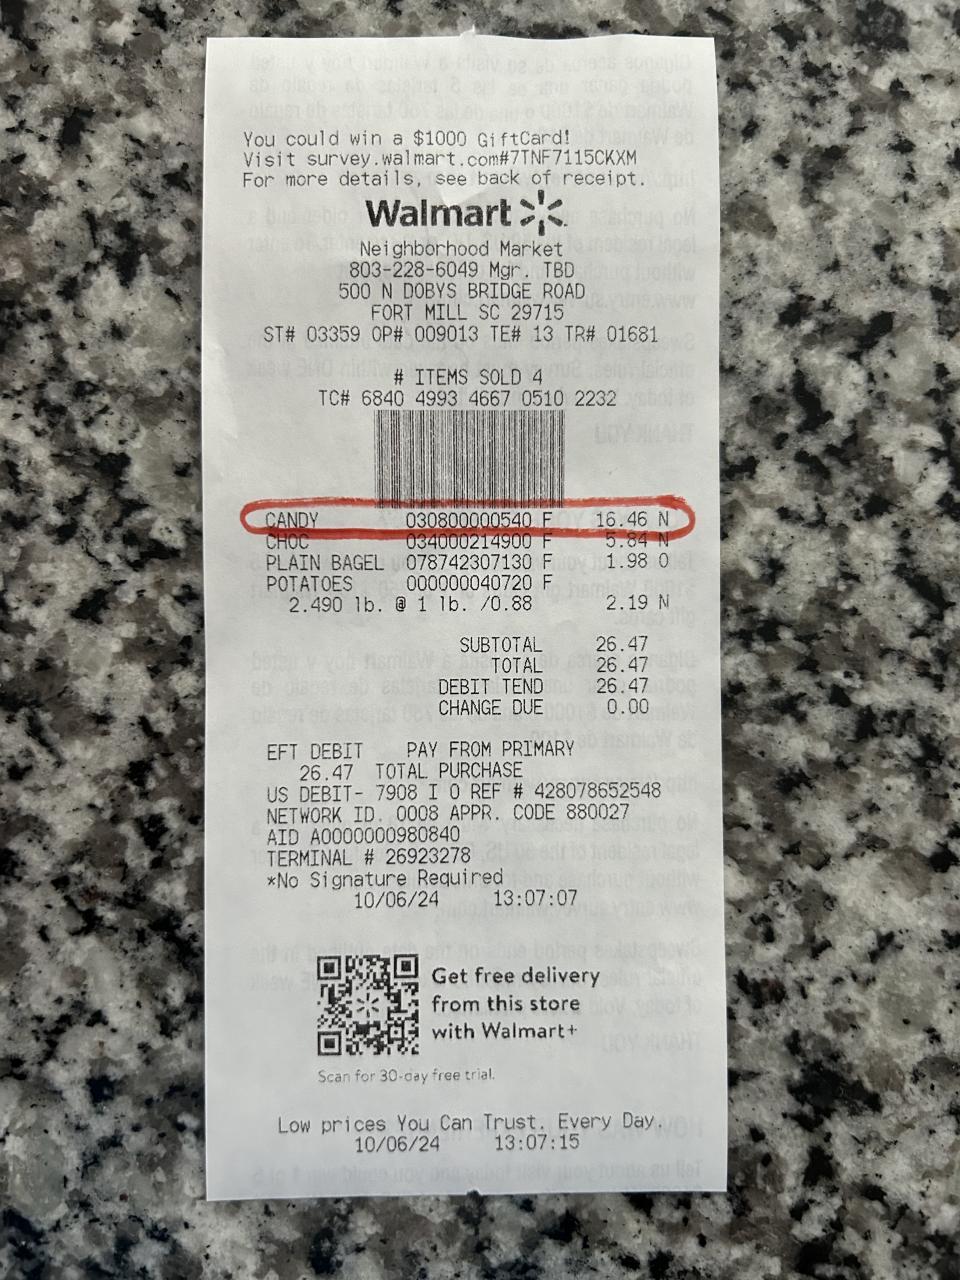 You could win a $1000 GiftCard!
Visit survey.walmart.com#7TNF7115CKXM
For more details, see back of receipt.
Walmart
Neighborhood Market
803-228-6049 Mgr. TBD
500 N DOBYS BRIDGE ROAD
FORT MILL SC 29715
ST# 03359 OP# 009013 TE# 13 TR# 01681
# ITEMS SOLD 4
TC# 6840 4993 4667 0510 2232
CANDY 030800000540 F 16.46 N
CHOC 034000214900 F 5.84 N
PLAIN BAGEL 078742307130 F 1.98 O
POTATOES 000000040720 F
2.490 lb. @ 1 lb. /0.88 2.19 N
SUBTOTAL 26.47
TOTAL 26.47
DEBIT TEND 26.47
CHANGE DUE 0.00
EFT DEBIT PAY FROM PRIMARY
26.47 TOTAL PURCHASE
US DEBIT- 7908 I 0 REF # 428078652548
NETWORK ID. 0008 APPR. CODE 880027
AID A0000000980840
TERMINAL # 26923278
*No Signature Required
10/06/24 13:07:07
Get free delivery
from this store
with Walmart+
Scan for 30-day free trial.
Low prices You Can Trust. Every Day.
10/06/24 13:07:15